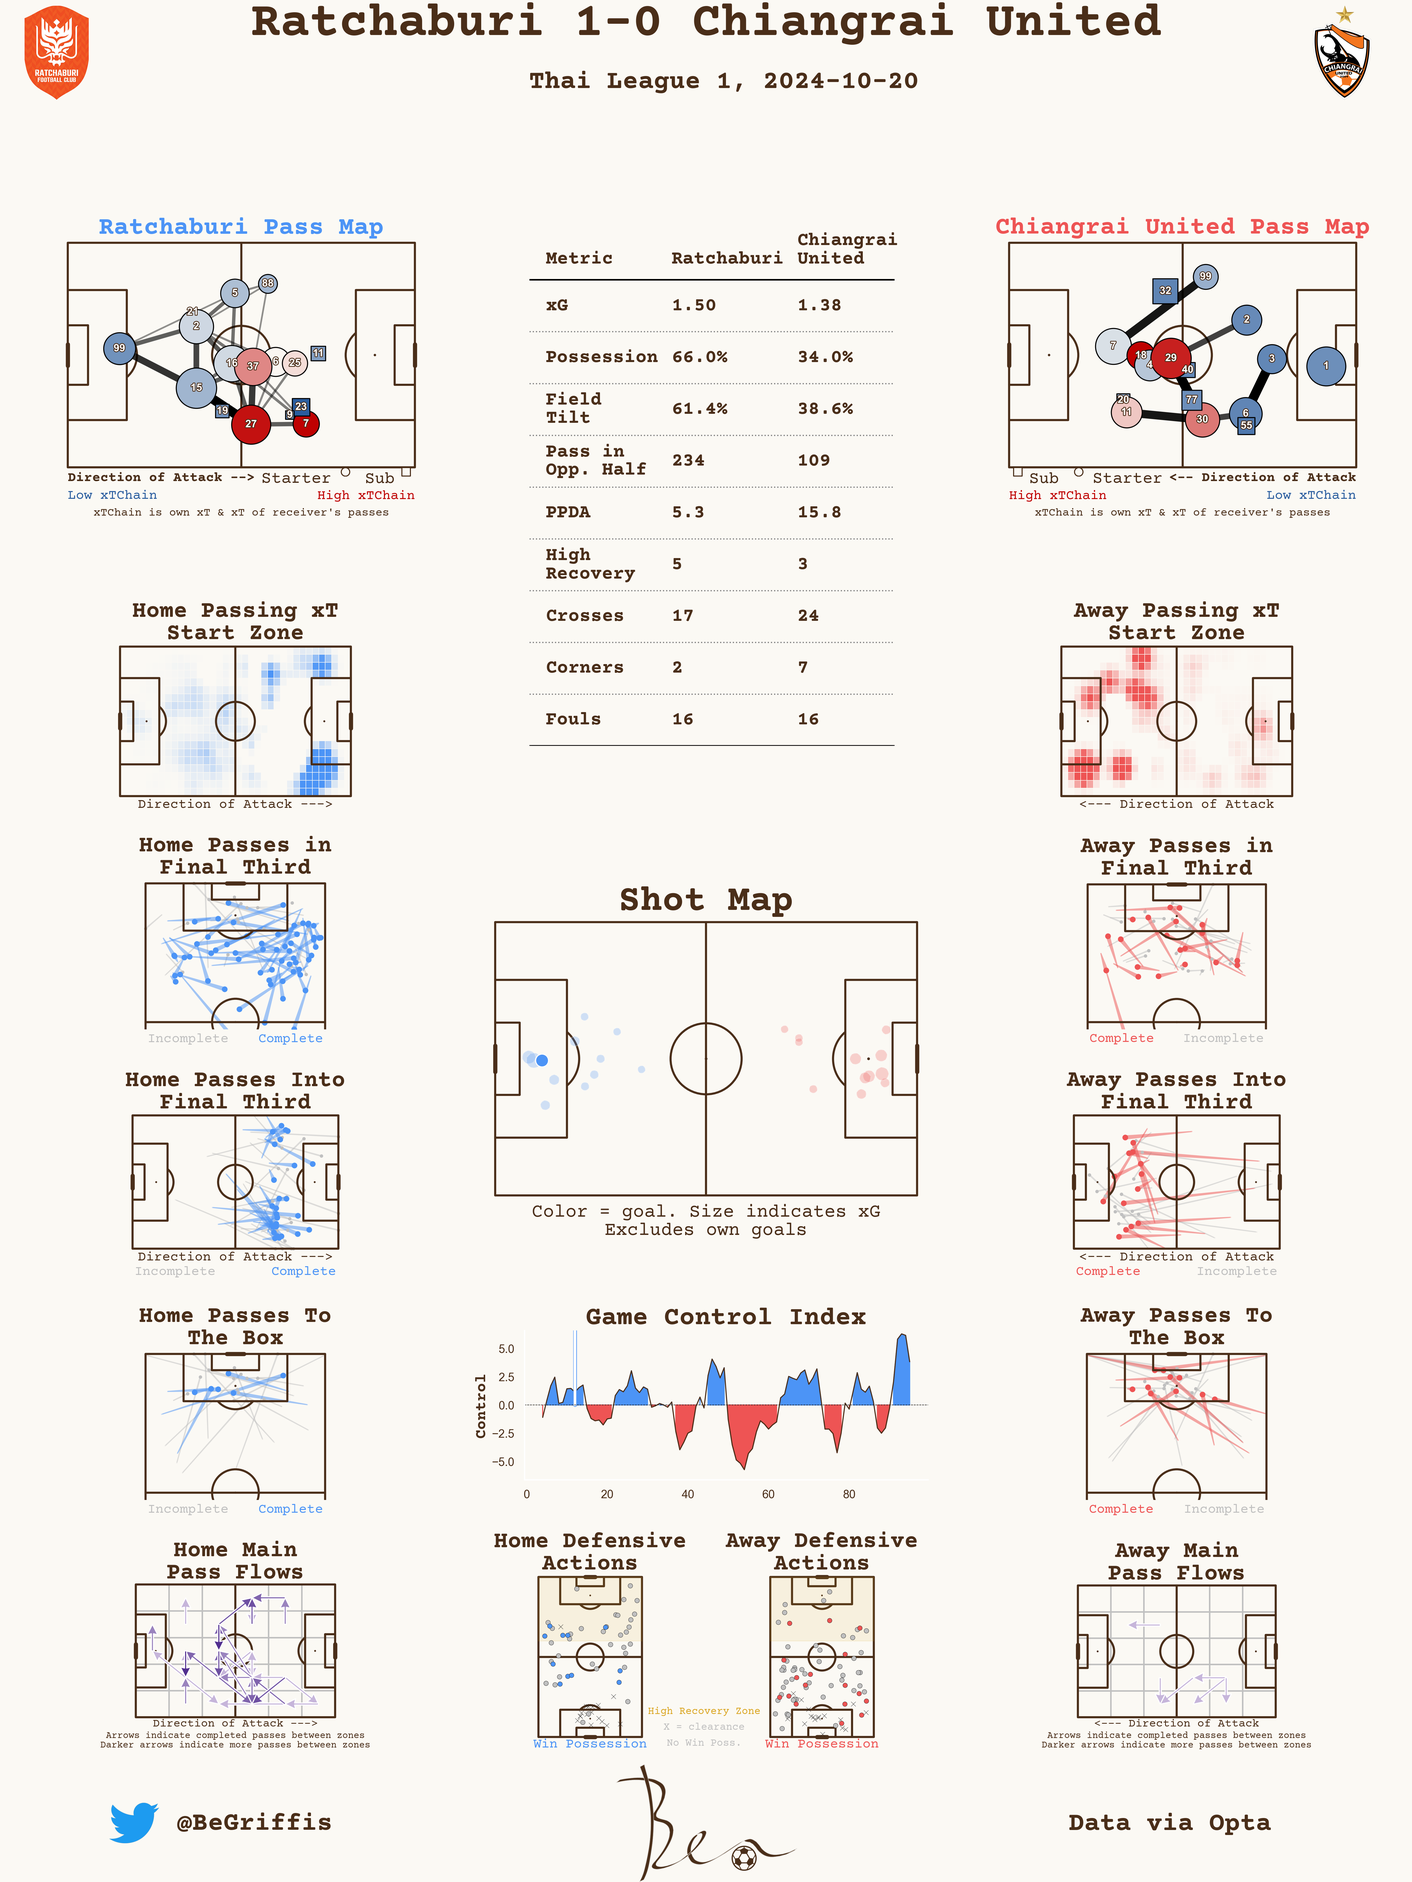 Ratchaburi 1-0 Chiangrai United
Thai League 1, 2024-10-20
RATCHABURI
FOOTBALL CLUB
CHIANGRAI
UNITED
Ratchaburi Pass Map
99
21
2
5
88
15
16
37
6
25
11
19
27
9
23
7
Direction of Attack --> Starter Sub
Low xTChain High xTChain
xTChain is own xT & xT of receiver's passes
Metric Ratchaburi Chiangrai United
xG 1.50 1.38
Possession 66.0% 34.0%
Field Tilt 61.4% 38.6%
Pass in Opp. Half 234 109
PPDA 5.3 15.8
High Recovery 5 3
Crosses 17 24
Corners 2 7
Fouls 16 16
Chiangrai United Pass Map
99
32
2
7
18
4
29
40
3
1
20
11
77
30
6
55
Sub Starter <-- Direction of Attack
High xTChain Low xTChain
xTChain is own xT & xT of receiver's passes
Home Passing xT
Start Zone
Direction of Attack --->
Away Passing xT
Start Zone
<--- Direction of Attack
Home Passes in
Final Third
Incomplete Complete
Away Passes in
Final Third
Complete Incomplete
Shot Map
Color = goal. Size indicates xG
Excludes own goals
Home Passes Into
Final Third
Direction of Attack --->
Incomplete Complete
Away Passes Into
Final Third
<--- Direction of Attack
Complete Incomplete
Home Passes To
The Box
Incomplete Complete
Game Control Index
Control
5.0
2.5
0.0
−2.5
−5.0
0 20 40 60 80
Away Passes To
The Box
Complete Incomplete
Home Main
Pass Flows
Direction of Attack --->
Arrows indicate completed passes between zones
Darker arrows indicate more passes between zones
Home Defensive
Actions
Win Possession
High Recovery Zone
X = clearance
No Win Poss.
Away Defensive
Actions
Win Possession
Away Main
Pass Flows
<--- Direction of Attack
Arrows indicate completed passes between zones
Darker arrows indicate more passes between zones
@BeGriffis
Ben
Data via Opta